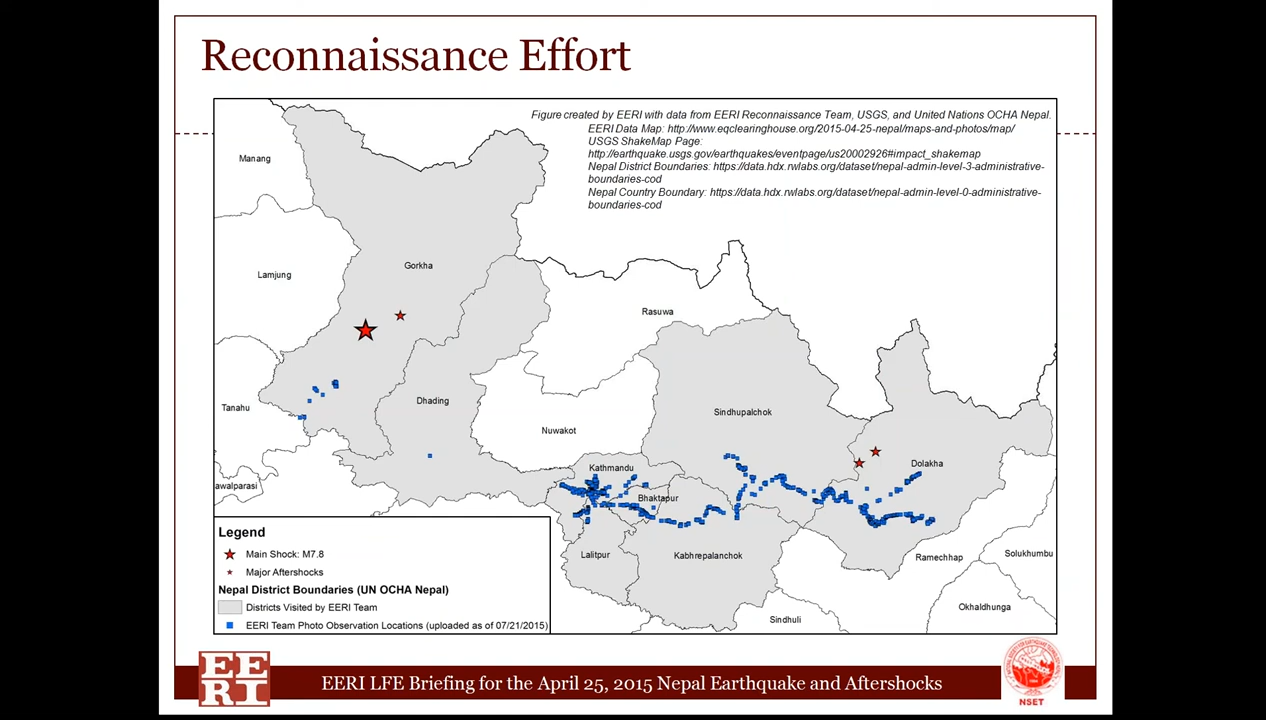 Reconnaissance Effort
Figure created by EERI with data from EERI Reconnaissance Team, USGS, and United Nations OCHA Nepal.
EERI Data Map: http://www.eqclearinghouse.org/2015-04-25-nepal/maps-and-photos/map/
USGS ShakeMap Page:
http://earthquake.usgs.gov/earthquakes/eventpage/us20002926#impact_shakemap
Nepal District Boundaries: https://data.hdx.rwlabs.org/dataset/nepal-admin-level-3-administrative-
boundaries-cod
Nepal Country Boundary: https://data.hdx.rwlabs.org/dataset/nepal-admin-level-0-administrative-
boundaries-cod
Manang
Gorkha
Lamjung
Rasuwa
Tanahu
Dhading
Sindhupalchok
Nuwakot
Kathmandu
Dolakha
awalparasi
Bhaktapur
Lalitpur
Kabhrepalanchok
Ramechhap
Solukhumbu
Okhaldhunga
Sindhuli
Legend
Main Shock: M7.8
Major Aftershocks
Nepal District Boundaries (UN OCHA Nepal)
Districts Visited by EERI Team
EERI Team Photo Observation Locations (uploaded as of 07/21/2015)
EE
RI
EERI LFE Briefing for the April 25, 2015 Nepal Earthquake and Aftershocks
NSET